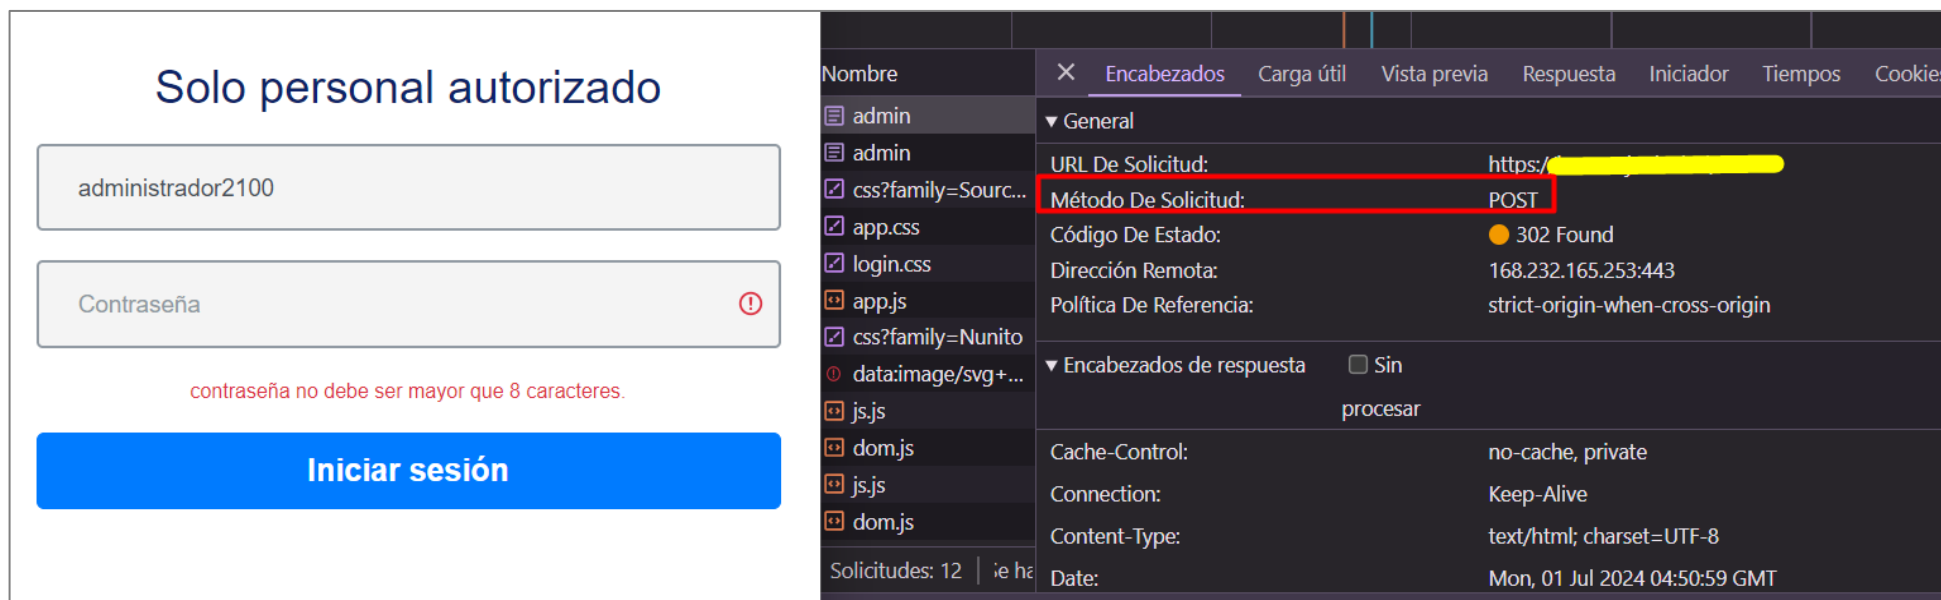 Solo personal autorizado
administrador2100
Contraseña
contraseña no debe ser mayor que 8 caracteres.
Iniciar sesión
Nombre
admin
admin
css?family=Sourc...
app.css
login.css
app.js
css?family=Nunito
data:image/svg+...
js.js
dom.js
js.js
dom.js
Solicitudes: 12
Encabezados Carga útil Vista previa Respuesta Iniciador Tiempos Cookies
General
URL De Solicitud: https:/
Método De Solicitud: POST
Código De Estado: 302 Found
Dirección Remota: 168.232.165.253:443
Política De Referencia: strict-origin-when-cross-origin
Encabezados de respuesta Sin
procesar
Cache-Control: no-cache, private
Connection: Keep-Alive
Content-Type: text/html; charset=UTF-8
Date: Mon, 01 Jul 2024 04:50:59 GMT